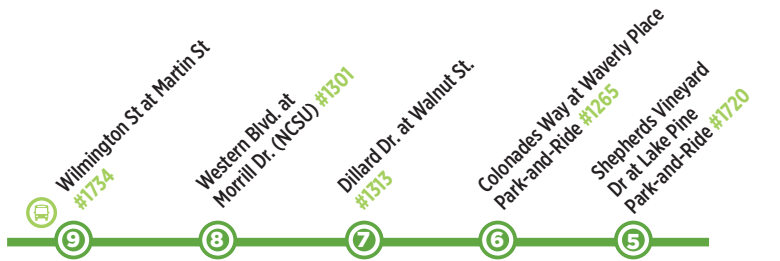 Wilmington St at Martin St
#1734
Western Blvd. at
Morrill Dr. (NCSU) #1301
Dillard Dr. at Walnut St.
#1313
Colonades Way at Waverly Place
Park-and-Ride #1265
Shepherds Vineyard
Dr at Lake Pine
Park-and-Ride #1720
9
8
7
6
5